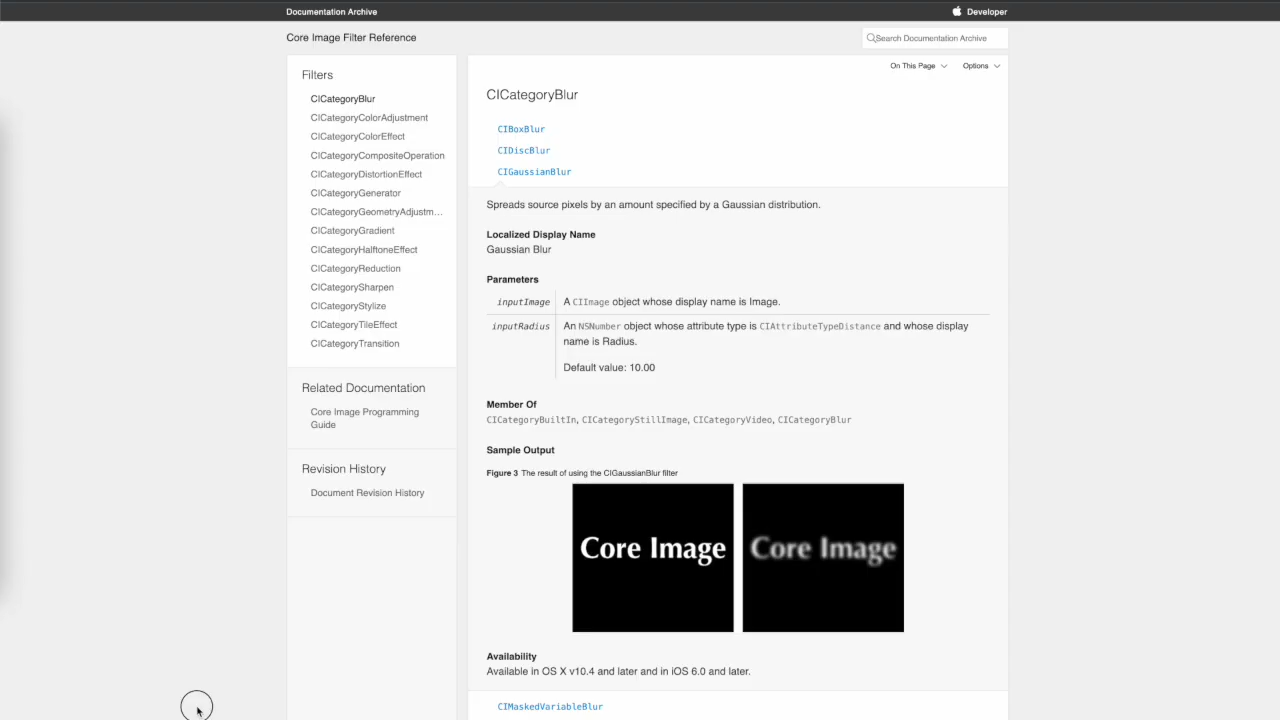 Documentation Archive
Developer
Core Image Filter Reference
Search Documentation Archive
Filters
CICategoryBlur
CICategoryColorAdjustment
CICategoryColorEffect
CICategoryCompositeOperation
CICategoryDistortionEffect
CICategoryGenerator
CICategoryGeometryAdjustm...
CICategoryGradient
CICategoryHalftoneEffect
CICategoryReduction
CICategorySharpen
CICategoryStylize
CICategoryTileEffect
CICategoryTransition
Related Documentation
Core Image Programming
Guide
Revision History
Document Revision History
On This Page
Options
CICategoryBlur
CIBoxBlur
CIDiscBlur
CIGaussianBlur
Spreads source pixels by an amount specified by a Gaussian distribution.
Localized Display Name
Gaussian Blur
Parameters
inputImage A CIImage object whose display name is Image.
inputRadius An NSNumber object whose attribute type is CIAttributeTypeDistance and whose display
name is Radius.
Default value: 10.00
Member Of
CICategoryBuiltIn, CICategoryStillImage, CICategoryVideo, CICategoryBlur
Sample Output
Figure 3 The result of using the CIGaussianBlur filter
Core Image
Core Image
Availability
Available in OS X v10.4 and later and in iOS 6.0 and later.
CIMaskedVariableBlur